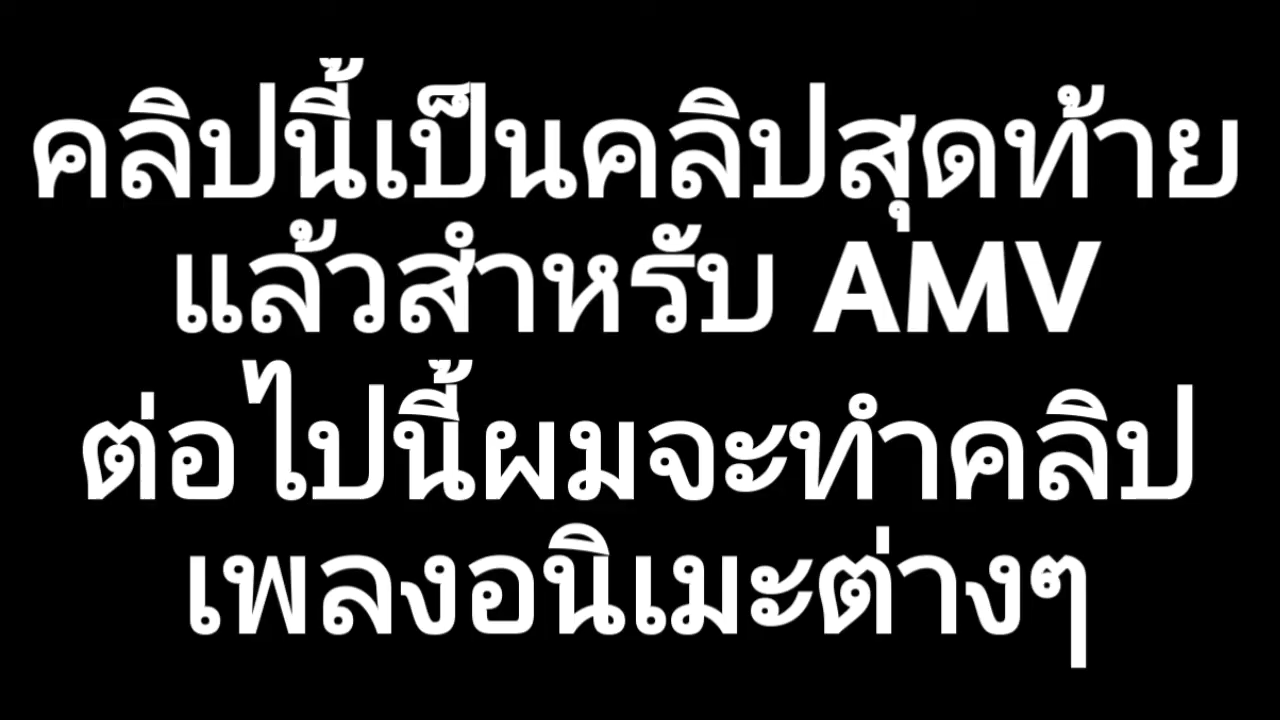 คลิปนี้เป็นคลิปสุดท้าย
แล้วสำหรับ AMV
ต่อไปนี้ผมจะทำคลิป
เพลงอนิเมะต่างๆ